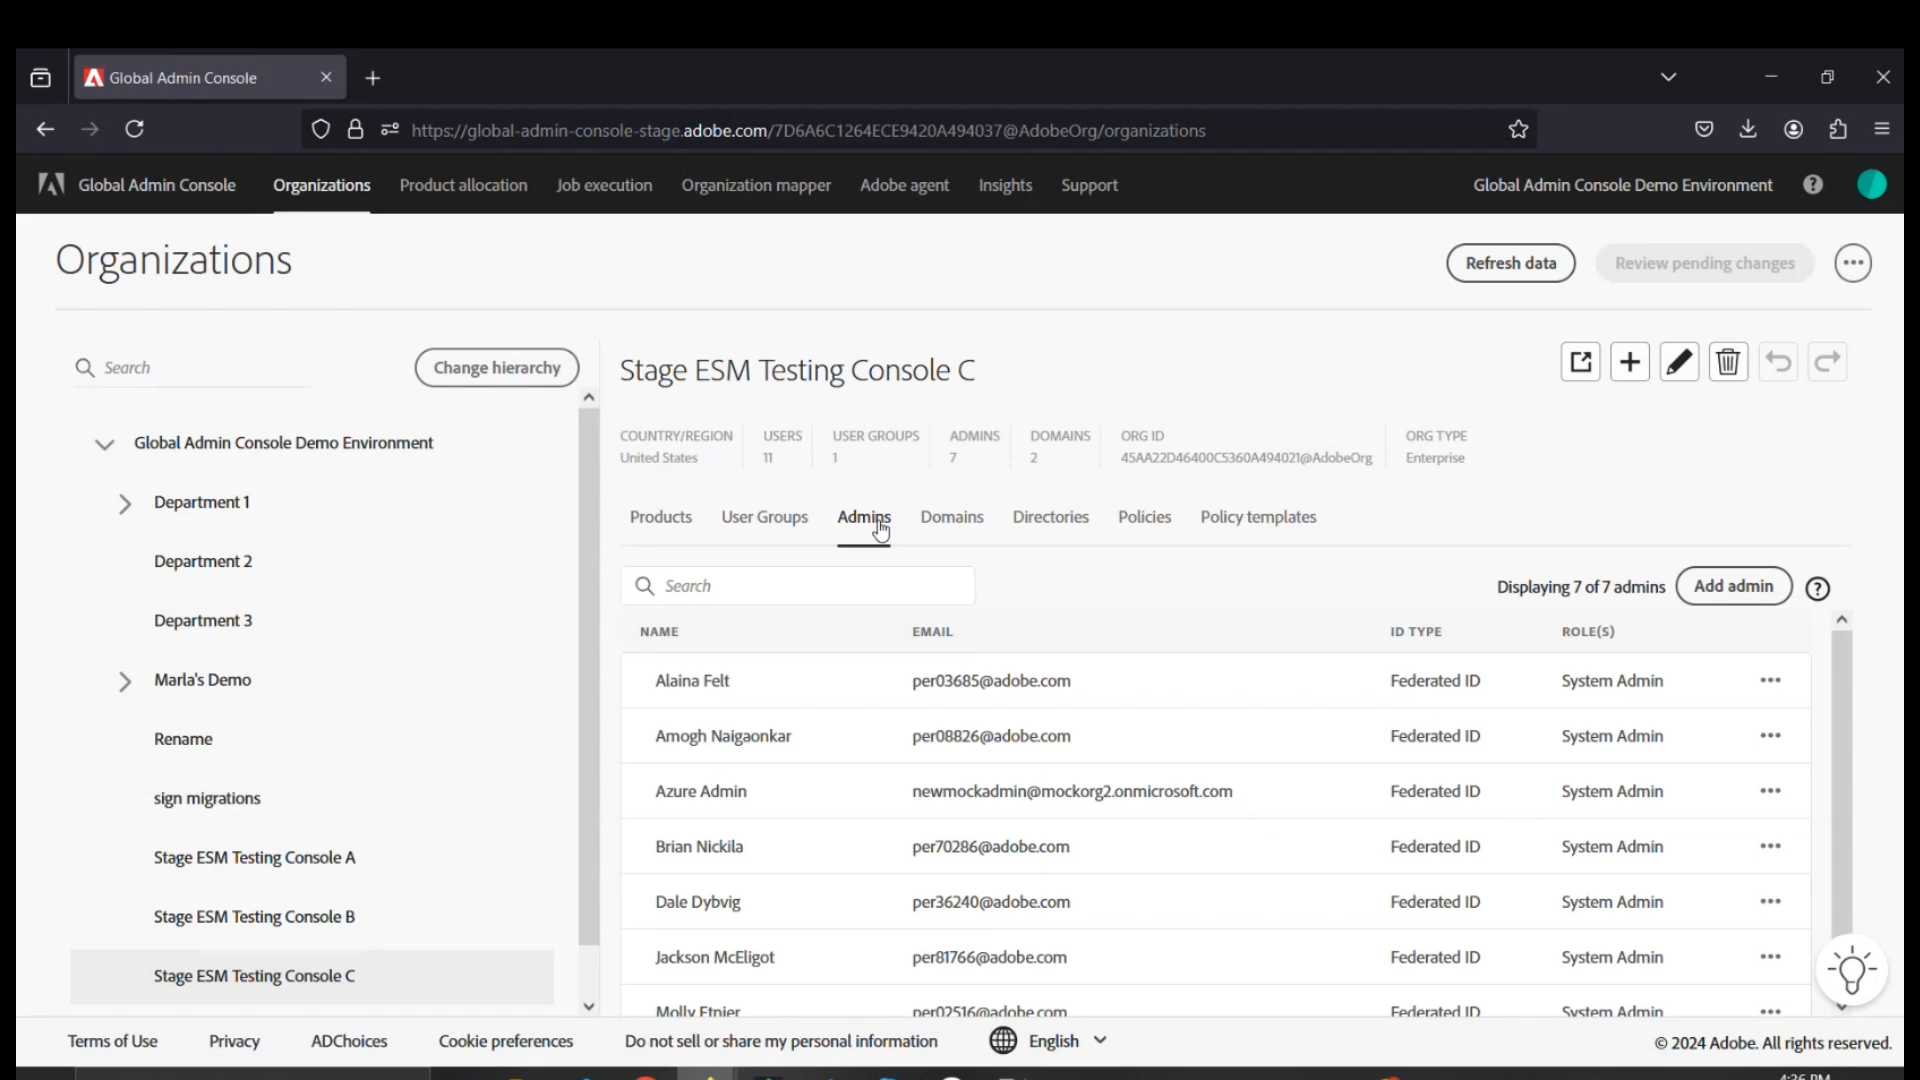 Global Admin Console
https://global-admin-console-stage.adobe.com/7D6A6C1264ECE9420A494037@AdobeOrg/organizations
Global Admin Console Organizations Product allocation Job execution Organization mapper Adobe agent Insights Support Global Admin Console Demo Environment
Organizations
Refresh data Review pending changes
Search Change hierarchy
Global Admin Console Demo Environment
Department 1
Department 2
Department 3
Marla's Demo
Rename
sign migrations
Stage ESM Testing Console A
Stage ESM Testing Console B
Stage ESM Testing Console C
Stage ESM Testing Console C
COUNTRY/REGION USERS USER GROUPS ADMINS DOMAINS ORG ID ORG TYPE
United States 11 1 7 2 45AA22D46400C5360A494021@AdobeOrg Enterprise
Products User Groups Admins Domains Directories Policies Policy templates
Search Displaying 7 of 7 admins Add admin
NAME EMAIL ID TYPE ROLE(S)
Alaina Felt per03685@adobe.com Federated ID System Admin
Amogh Naigaonkar per08826@adobe.com Federated ID System Admin
Azure Admin newmockadmin@mockorg2.onmicrosoft.com Federated ID System Admin
Brian Nickila per70286@adobe.com Federated ID System Admin
Dale Dybvig per36240@adobe.com Federated ID System Admin
Jackson McEligot per81766@adobe.com Federated ID System Admin
Molly Etnier per02516@adobe.com Federated ID System Admin
Terms of Use Privacy ADChoices Cookie preferences Do not sell or share my personal information English © 2024 Adobe. All rights reserved.
4:36 PM